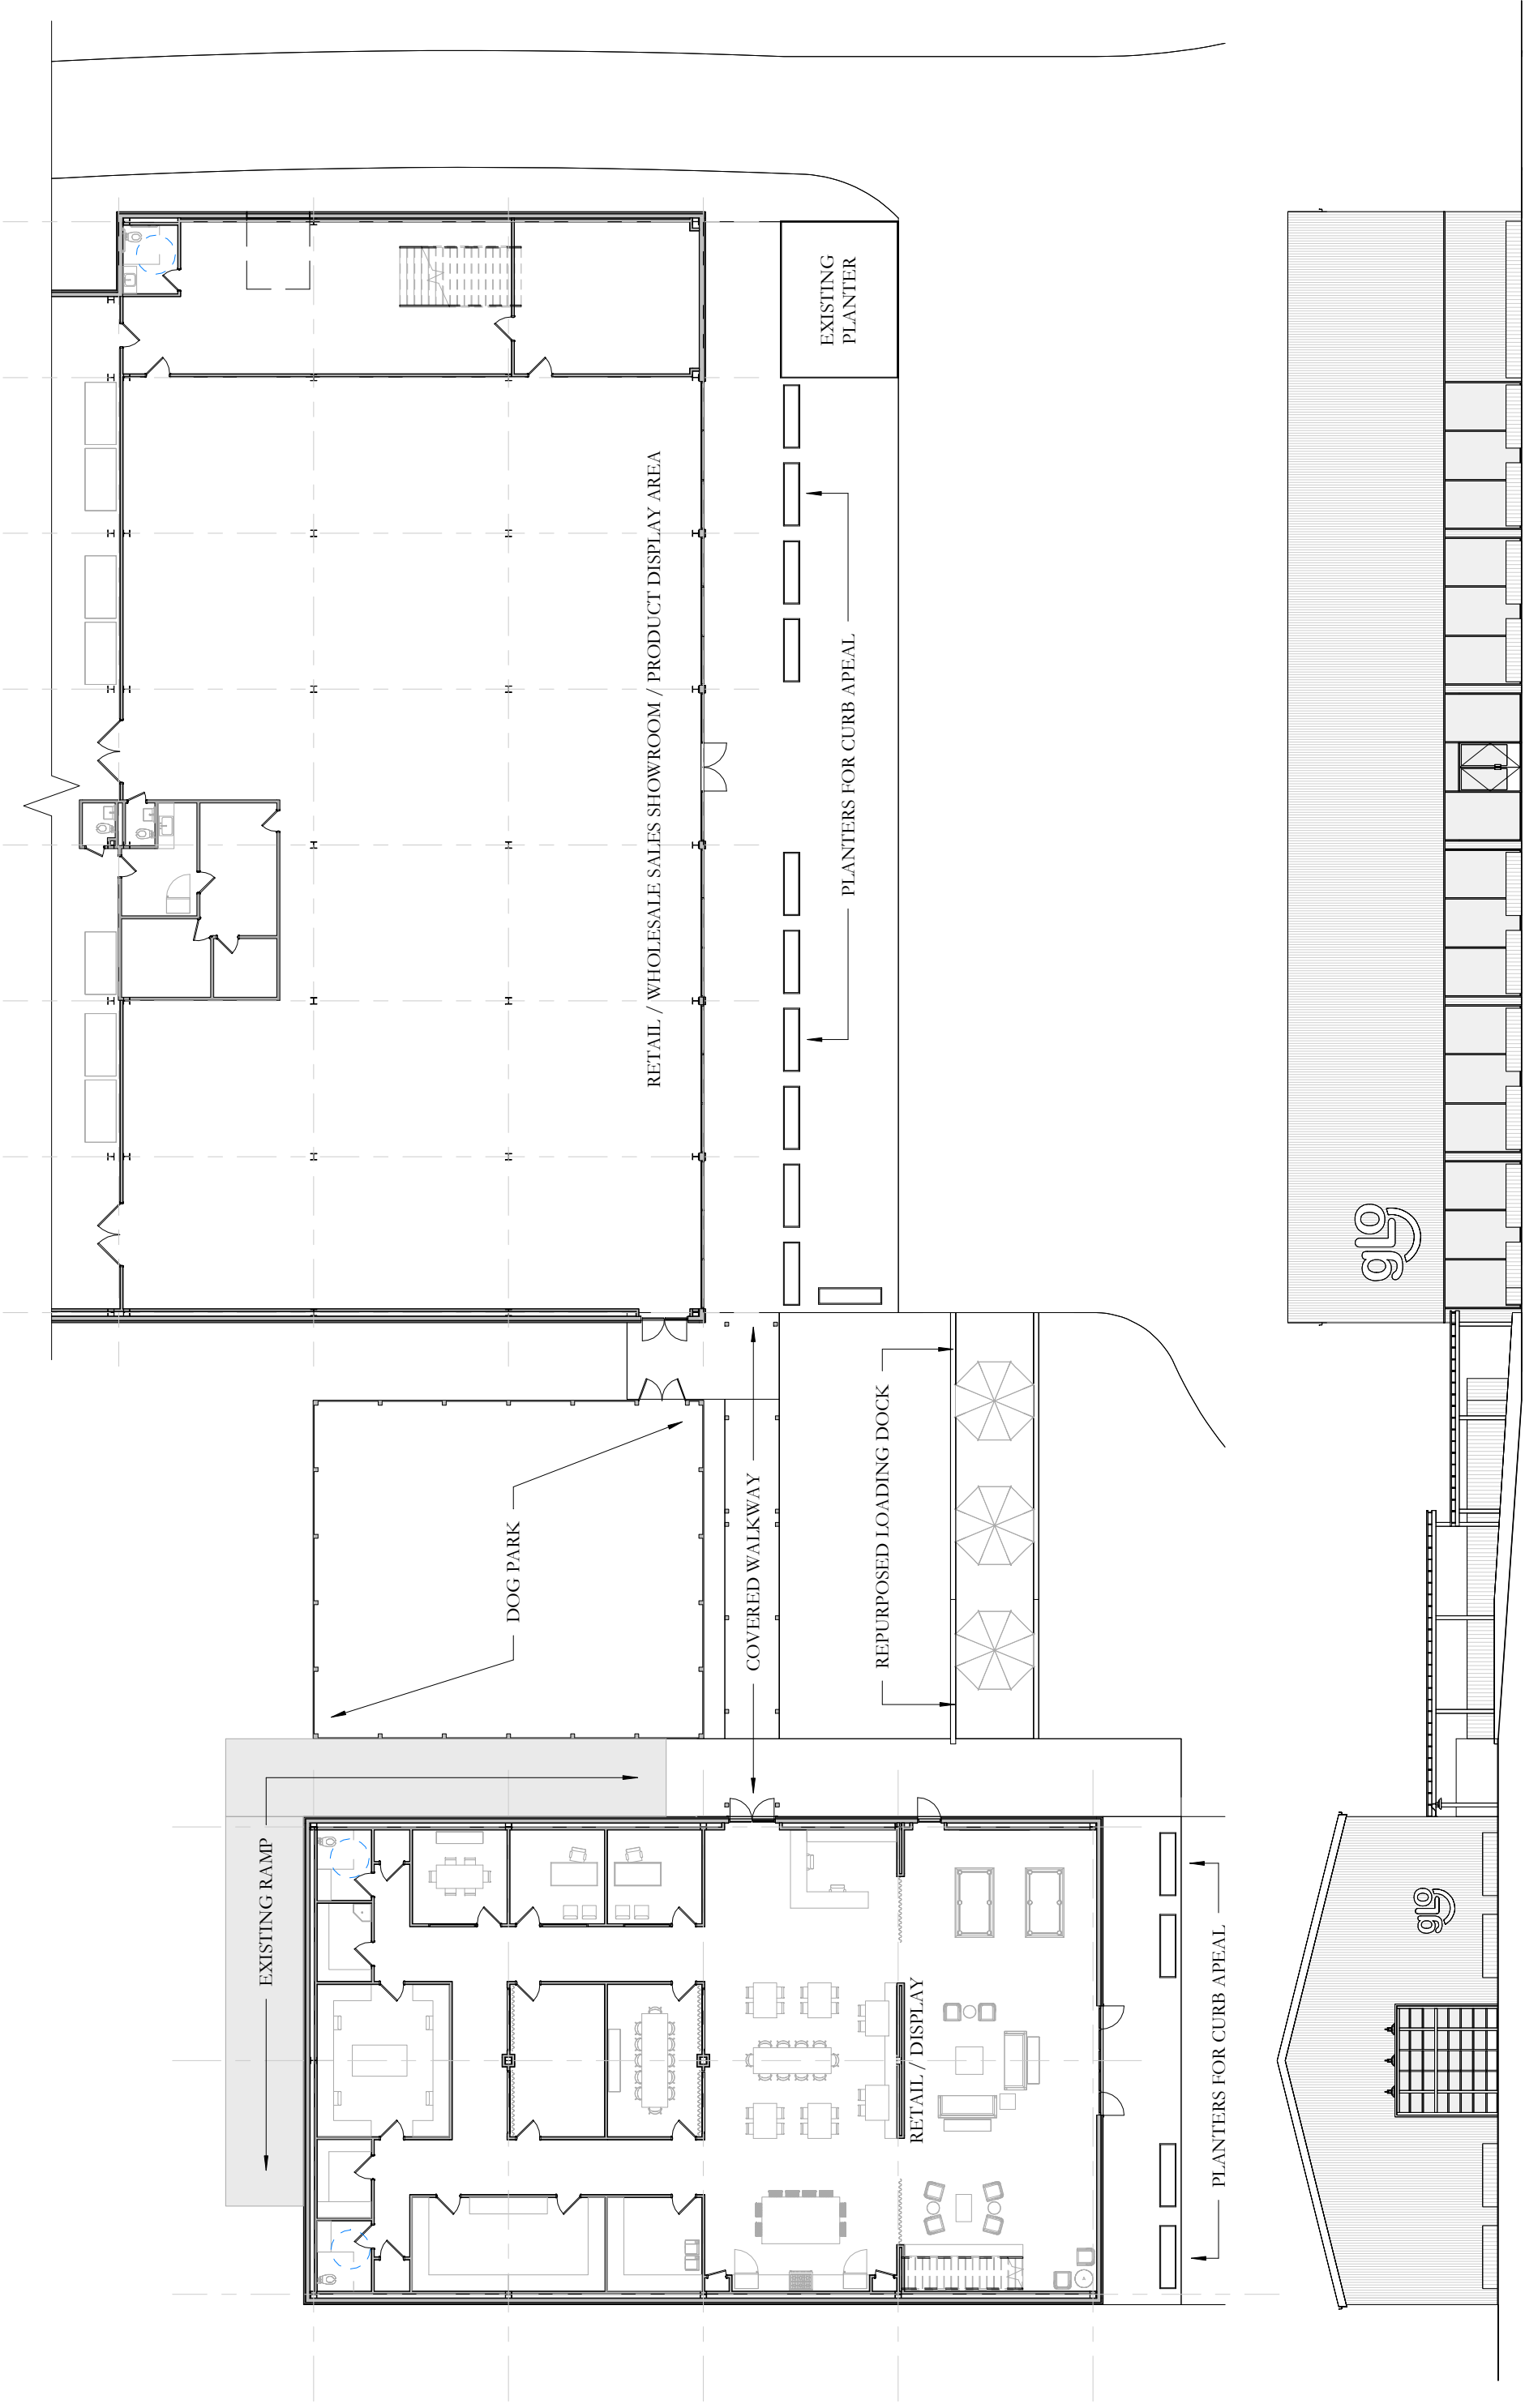 EXISTING
PLANTER
RETAIL / WHOLESALE SALES SHOWROOM / PRODUCT DISPLAY AREA
PLANTERS FOR CURB APEAL
glo
DOG PARK
COVERED WALKWAY
REPURPOSED LOADING DOCK
EXISTING RAMP
RETAIL / DISPLAY
PLANTERS FOR CURB APEAL
glo